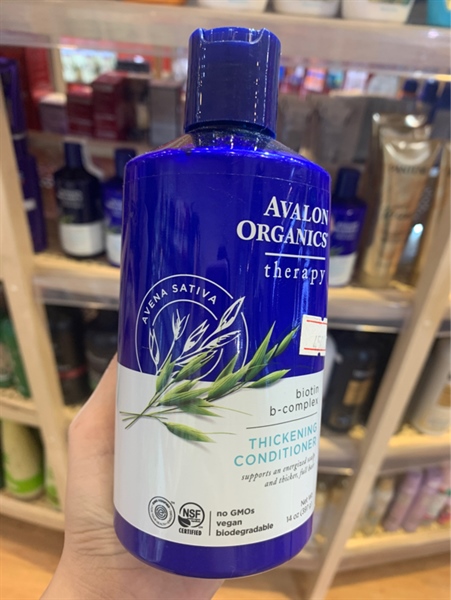 AVALON
ORGANICS
therapy
AVENA SATIVA
biotin
b-complex
THICKENING
CONDITIONER
supports an energized scalp
and thicker, full hair
NSF
CERTIFIED
no GMOs
vegan
biodegradable
Net Wt.
14 oz (397 g)